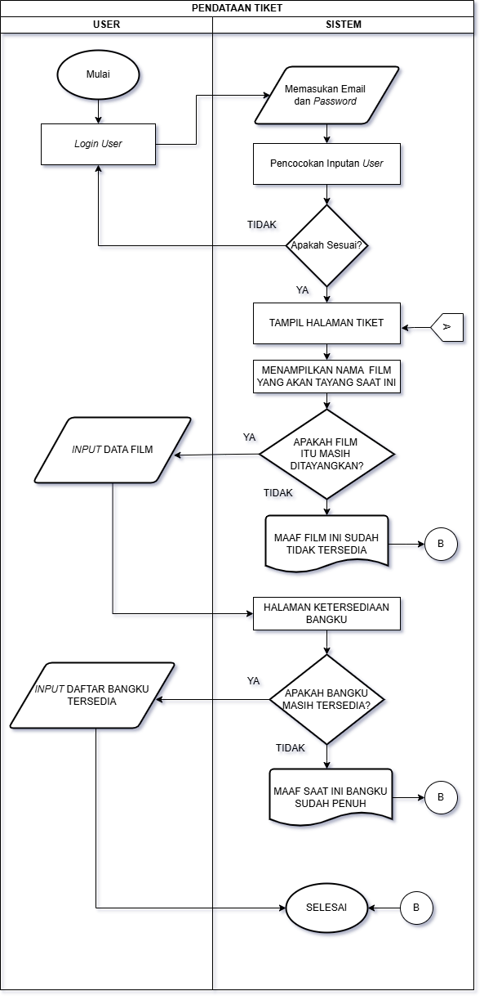 PENDATAAN TIKET
USER
SISTEM
Mulai
Memasukan Email
dan Password
Login User
Pencocokan Inputan User
TIDAK
Apakah Sesuai?
YA
TAMPIL HALAMAN TIKET
A
MENAMPILKAN NAMA FILM
YANG AKAN TAYANG SAAT INI
YA
APAKAH FILM
ITU MASIH
DITAYANGKAN?
INPUT DATA FILM
TIDAK
MAAF FILM INI SUDAH
TIDAK TERSEDIA
B
HALAMAN KETERSEDIAAN
BANGKU
YA
APAKAH BANGKU
MASIH TERSEDIA?
INPUT DAFTAR BANGKU
TERSEDIA
TIDAK
MAAF SAAT INI BANGKU
SUDAH PENUH
B
SELESAI
B